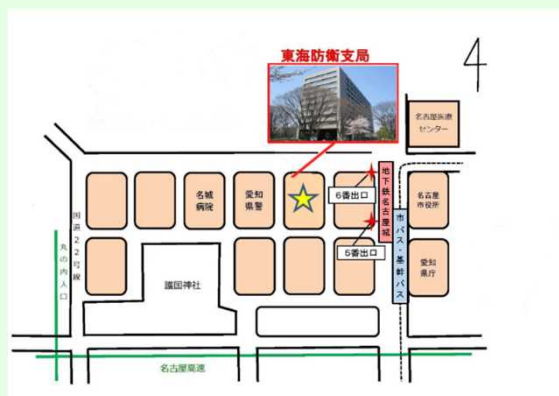 東海防衛支局
4
名古屋医療
センター
名城
病院
愛知
県警
6番出口
地下鉄名古屋城
名古屋
市役所
国道22号線
丸の内入口
5番出口
市バス・基幹バス
愛知
県庁
護国神社
名古屋高速